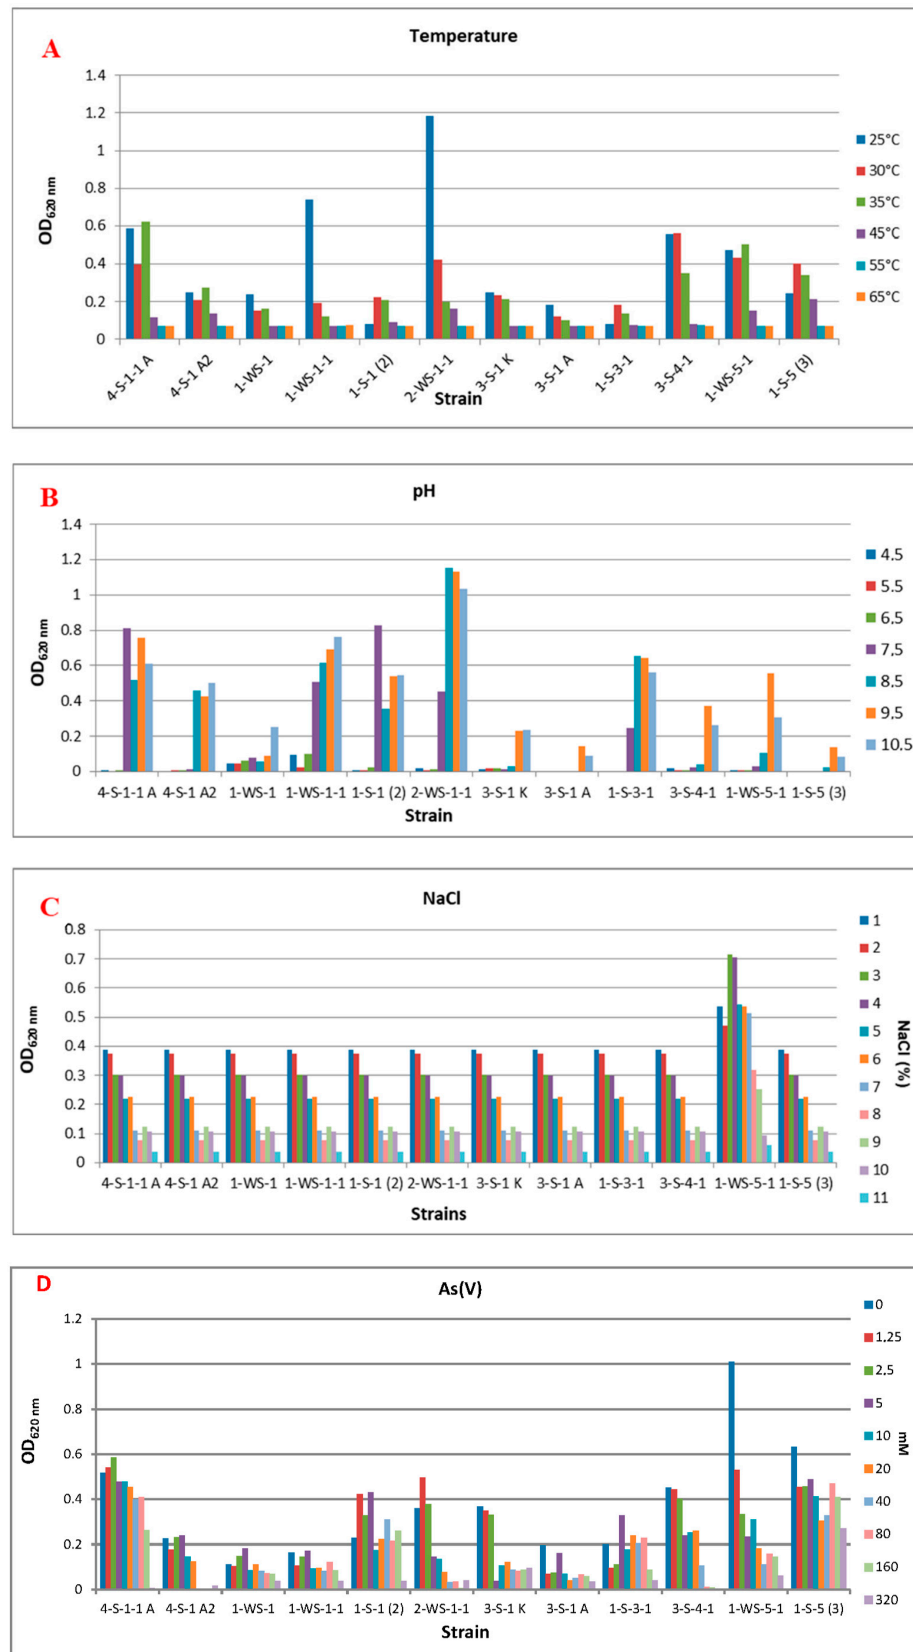 A
Temperature
1.4
1.2
1
0.8
0.6
0.4
0.2
0
OD620 nm
25°C
30°C
35°C
45°C
55°C
65°C
4-S-1-1 A
4-S-1 A2
1-WS-1
1-WS-1-1
1-S-1 (2)
2-WS-1-1
3-S-1 K
3-S-1 A
1-S-3-1
3-S-4-1
1-WS-5-1
1-S-5 (3)
Strain
B
pH
1.4
1.2
1
0.8
0.6
0.4
0.2
0
OD620 nm
4.5
5.5
6.5
7.5
8.5
9.5
10.5
4-S-1-1 A 4-S-1 A2 1-WS-1 1-WS-1-1 1-S-1 (2) 2-WS-1-1 3-S-1 K 3-S-1 A 1-S-3-1 3-S-4-1 1-WS-5-1 1-S-5 (3)
Strain
C
NaCl
0.8
0.7
0.6
0.5
0.4
0.3
0.2
0.1
0
OD620 nm
1
2
3
4
5
6
7
8
9
10
11
NaCl (%)
4-S-1-1 A 4-S-1 A2 1-WS-1 1-WS-1-1 1-S-1 (2) 2-WS-1-1 3-S-1 K 3-S-1 A 1-S-3-1 3-S-4-1 1-WS-5-1 1-S-5 (3)
Strains
D
As(V)
1.2
1
0.8
0.6
0.4
0.2
0
OD620 nm
0
1,25
2,5
5
10
20
40
80
160
320
mM
4-S-1-1 A 4-S-1 A2 1-WS-1 1-WS-1-1 1-S-1 (2) 2-WS-1-1 3-S-1 K 3-S-1 A 1-S-3-1 3-S-4-1 1-WS-5-1 1-S-5 (3)
Strain